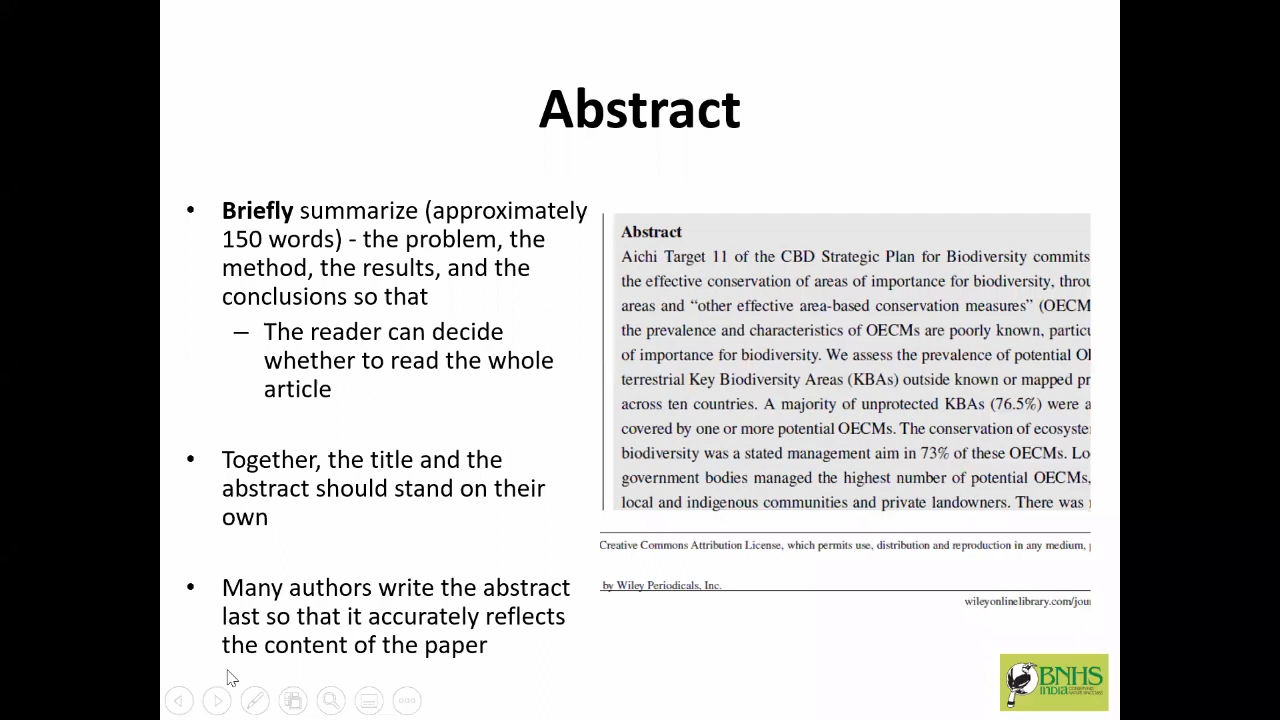 Abstract
• Briefly summarize (approximately
150 words) - the problem, the
method, the results, and the
conclusions so that
– The reader can decide
whether to read the whole
article
• Together, the title and the
abstract should stand on their
own
• Many authors write the abstract
last so that it accurately reflects
the content of the paper
Abstract
Aichi Target 11 of the CBD Strategic Plan for Biodiversity commits
the effective conservation of areas of importance for biodiversity, throu
areas and “other effective area-based conservation measures” (OECM
the prevalence and characteristics of OECMs are poorly known, particu
of importance for biodiversity. We assess the prevalence of potential OE
terrestrial Key Biodiversity Areas (KBAs) outside known or mapped pr
across ten countries. A majority of unprotected KBAs (76.5%) were a
covered by one or more potential OECMs. The conservation of ecosyste
biodiversity was a stated management aim in 73% of these OECMs. Lo
government bodies managed the highest number of potential OECMs,
local and indigenous communities and private landowners. There was
Creative Commons Attribution License, which permits use, distribution and reproduction in any medium,
by Wiley Periodicals, Inc.
wileyonlinelibrary.com/jou
BNHS
INDIA